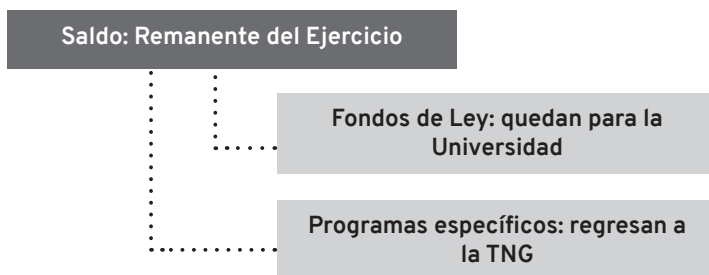 Saldo: Remanente del Ejercicio
Fondos de Ley: quedan para la
Universidad
Programas específicos: regresan a
la TNG